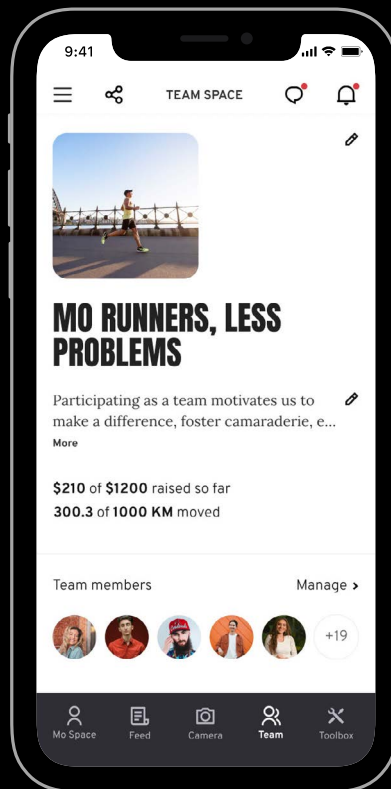 9:41
TEAM SPACE
MO RUNNERS, LESS
PROBLEMS
Participating as a team motivates us to
make a difference, foster camaraderie, e...
More
$210 of $1200 raised so far
300.3 of 1000 KM moved
Team members
Manage >
+19
Mo Space
Feed
Camera
Team
Toolbox